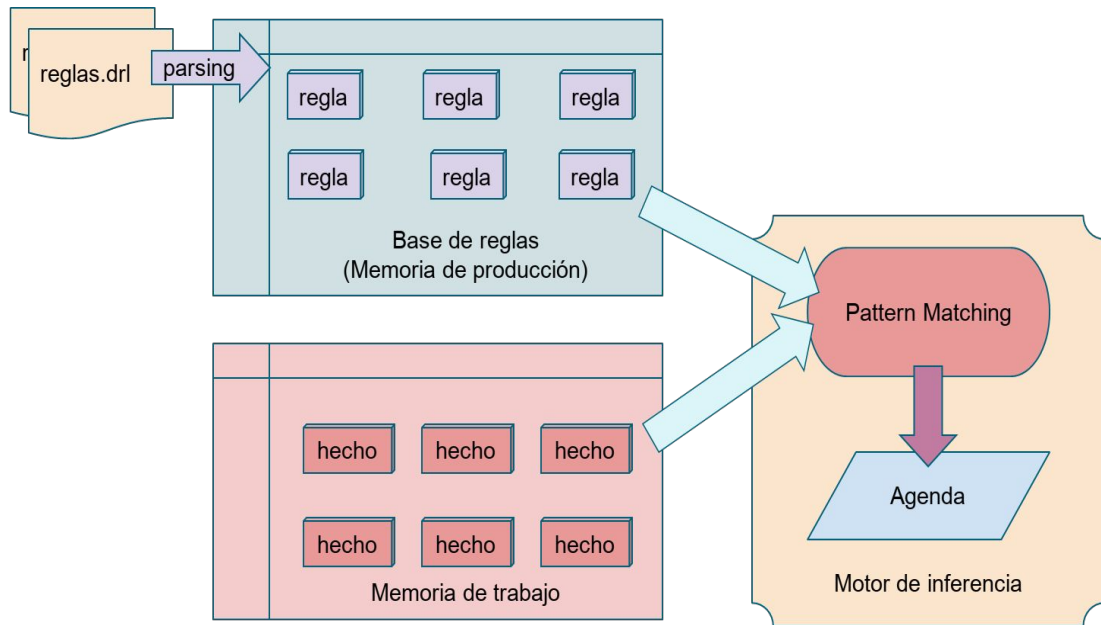 r
reglas.drl
parsing
regla
regla
regla
regla
regla
regla
Base de reglas
(Memoria de producción)
Pattern Matching
hecho
hecho
hecho
Agenda
hecho
hecho
hecho
Memoria de trabajo
Motor de inferencia